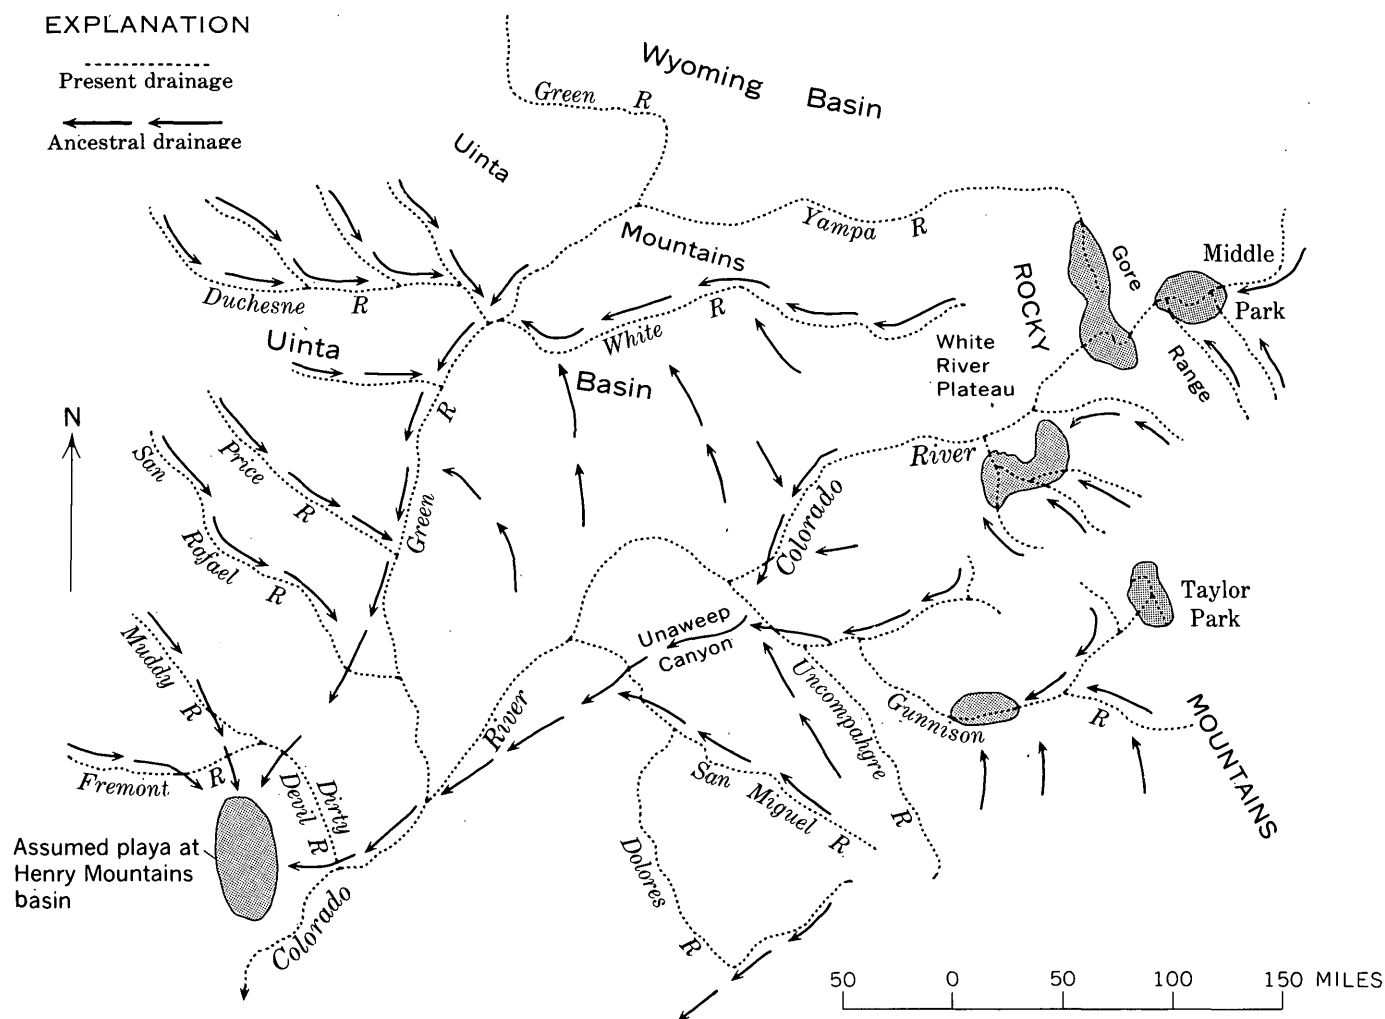 EXPLANATION
Present drainage
Ancestral drainage
Wyoming Basin
Green R
Uinta
Mountains
Yampa R
Middle
Park
Gore
Range
ROCKY
Duchesne R
Uinta
Basin
White R
White
River
Plateau
N
R
Green
Price R
San
Rafael R
River
Colorado
Taylor
Park
Unaweep
Canyon
Muddy R
Uncompahgre R
Gunnison R
MOUNTAINS
River
Fremont R
Dirty
Devil R
San Miguel R
Dolores R
Assumed playa at
Henry Mountains
basin
Colorado
50 0 50 100 150 MILES